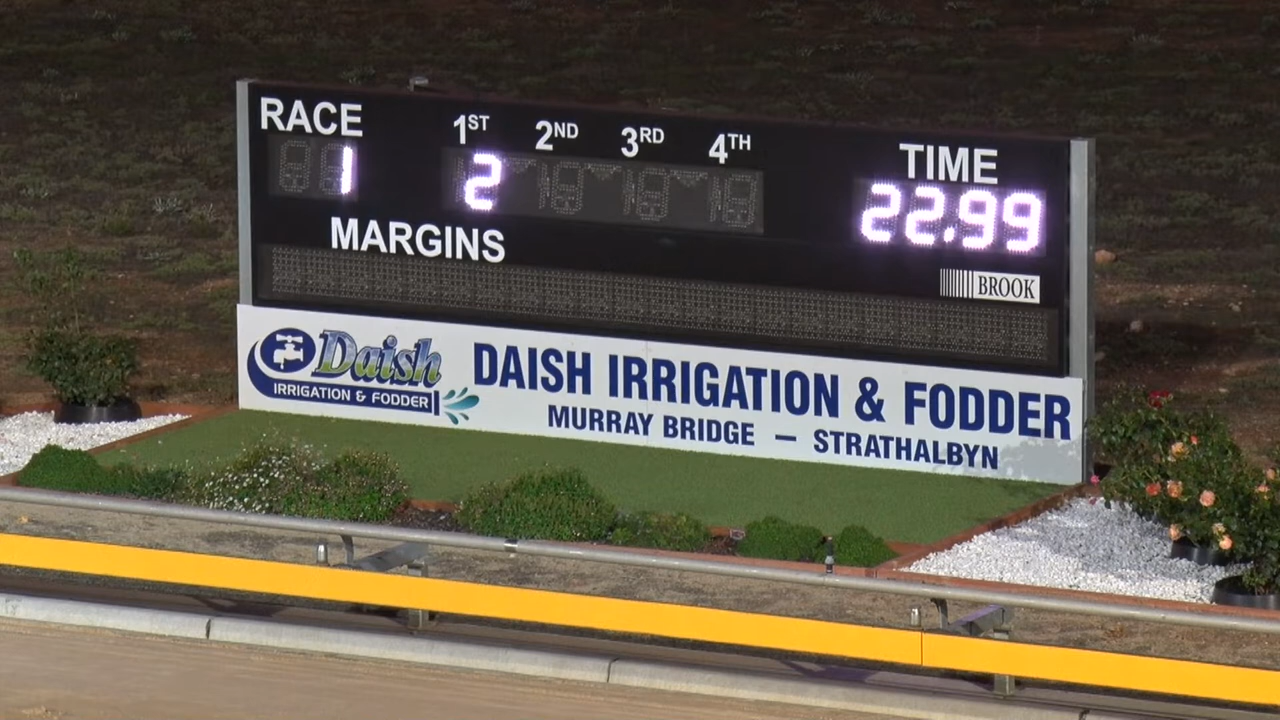 RACE 1ST 2ND 3RD 4TH TIME
1 2 22.99
MARGINS
BROOK
Daish
IRRIGATION & FODDER
DAISH IRRIGATION & FODDER
MURRAY BRIDGE — STRATHALBYN